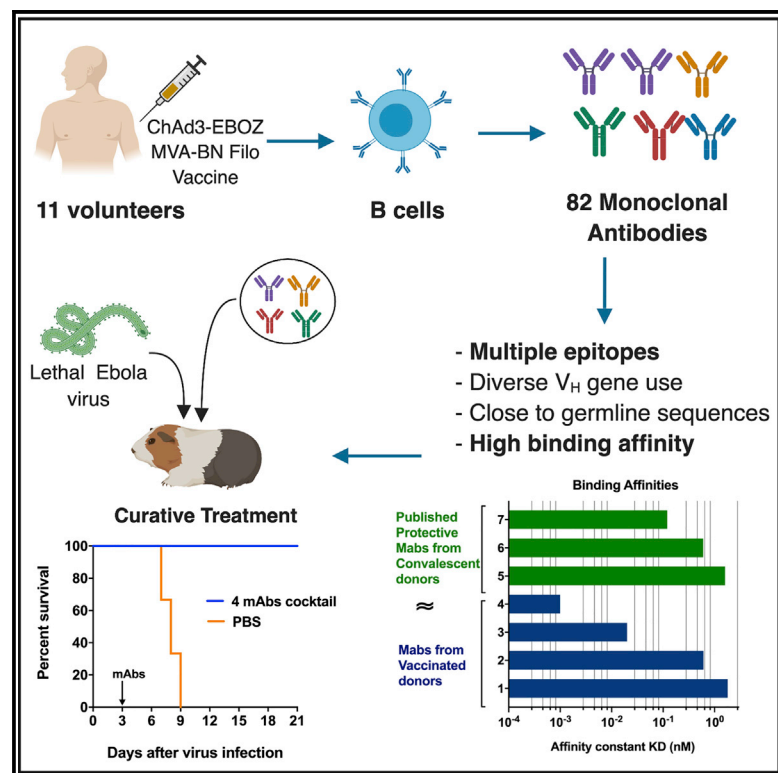 ChAd3-EBOZ
MVA-BN Filo
Vaccine
11 volunteers
B cells
82 Monoclonal
Antibodies
- Multiple epitopes
- Diverse VH gene use
- Close to germline sequences
- High binding affinity
Lethal Ebola
virus
Curative Treatment
Percent survival
100
80
60
40
20
0
4 mAbs cocktail
PBS
mAbs
0 3 6 9 12 15 18 21
Days after virus infection
Binding Affinities
Published
Protective
Mabs from
Convalescent
donors
≈
Mabs from
Vaccinated
donors
7
6
5
4
3
2
1
10-4 10-3 10-2 10-1 100
Affinity constant KD (nM)